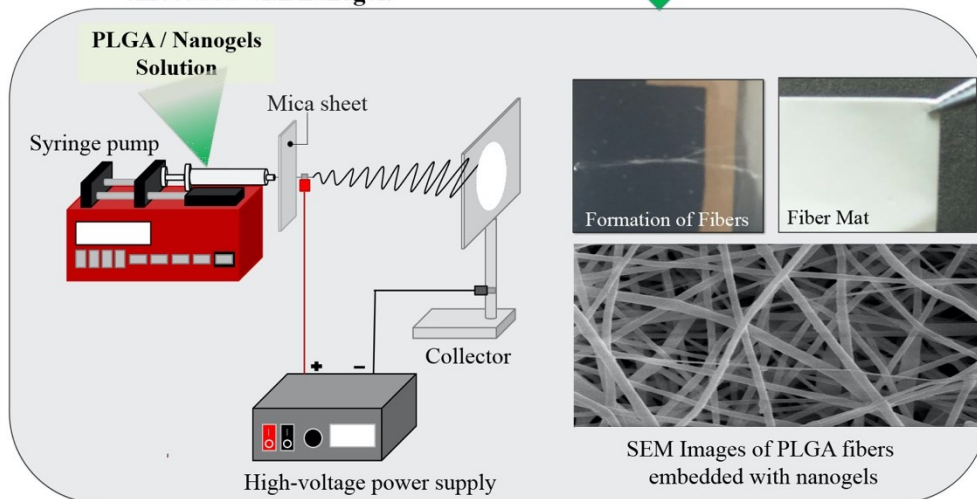 PLGA / Nanogels
Solution
Mica sheet
Syringe pump
Formation of Fibers
Fiber Mat
Collector
+
−
High-voltage power supply
SEM Images of PLGA fibers
embedded with nanogels